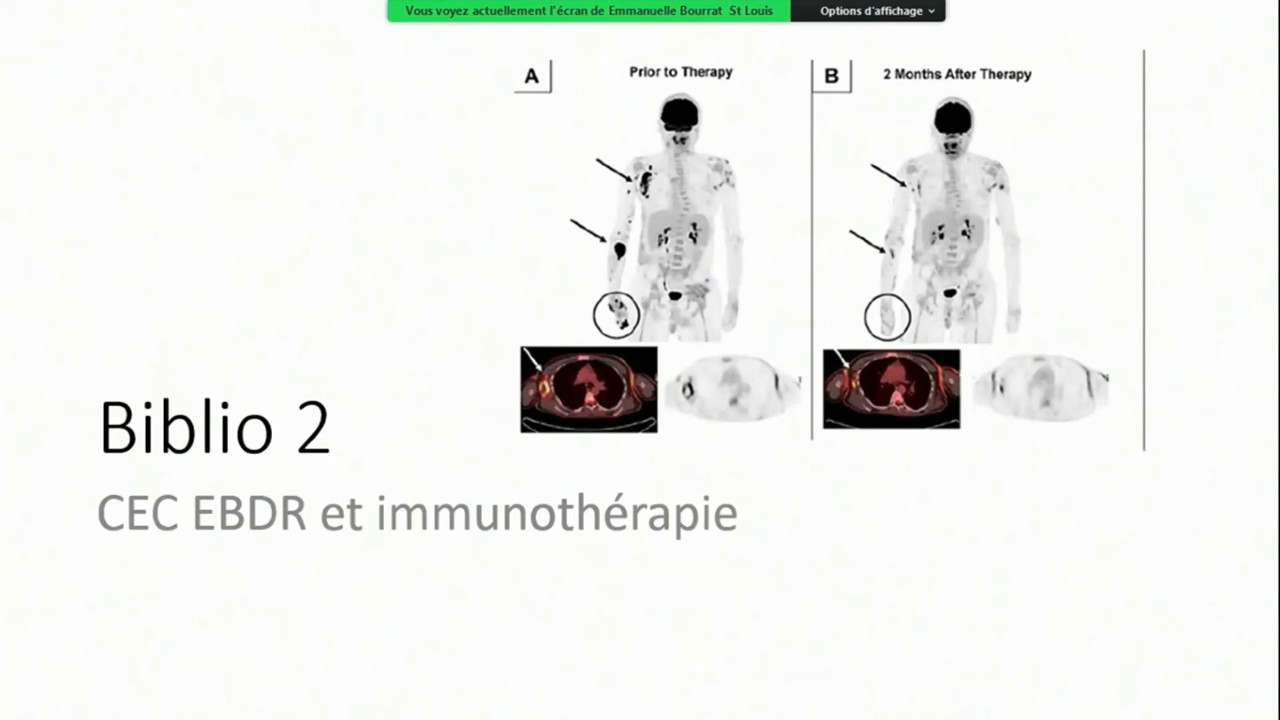 Vous voyez actuellement l'écran de Emmanuelle Bourrat St Louis
Options d'affichage
A
Prior to Therapy
B
2 Months After Therapy
Biblio 2
CEC EBDR et immunothérapie